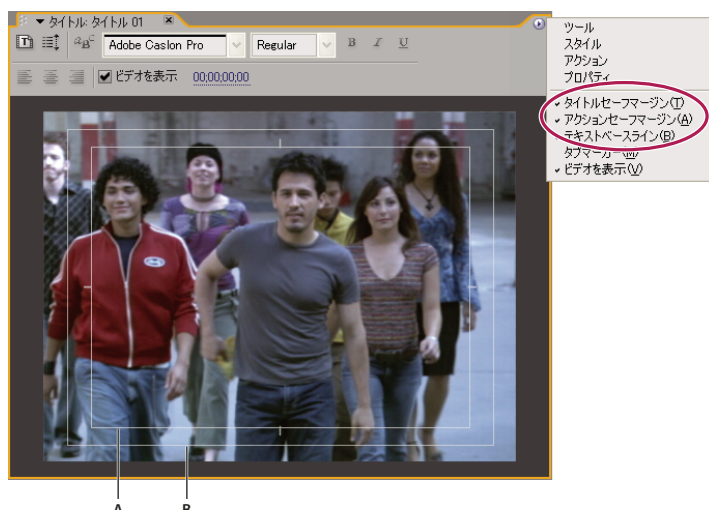 タイトル: タイトル 01
Adobe Caslon Pro
Regular
B I U
ビデオを表示 00;00;00;00
ツール
スタイル
アクション
プロパティ
タイトルセーフマージン(T)
アクションセーフマージン(A)
テキストベースライン(B)
タブマーカー(M)
ビデオを表示(V)
A B